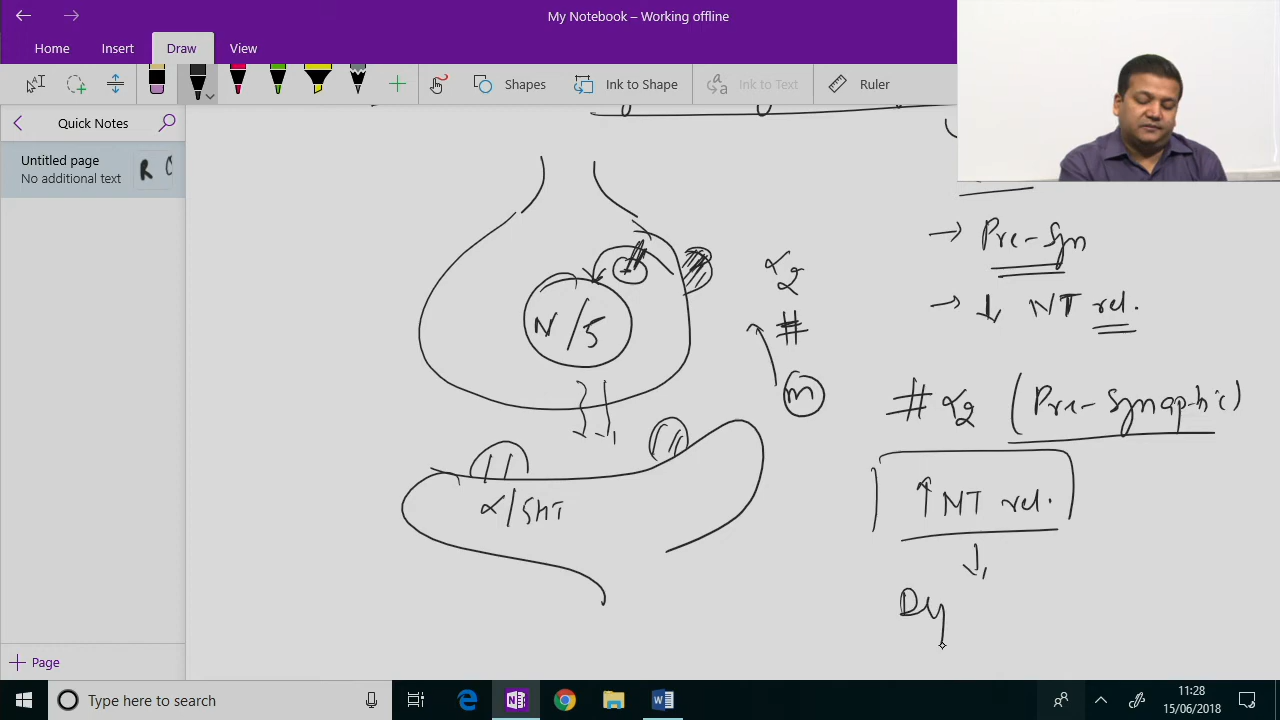 My Notebook – Working offline
Home Insert Draw View
Shapes Ink to Shape Ink to Text Ruler
Quick Notes
Untitled page
No additional text
R
→ Pre-Syn
→ ↓ NT rel.
N/5
α2
#
m
# α2 (Pre-Synaptic)
↑ NT rel.
↓
α/5HT
Dy
+ Page
Type here to search
11:28
15/06/2018